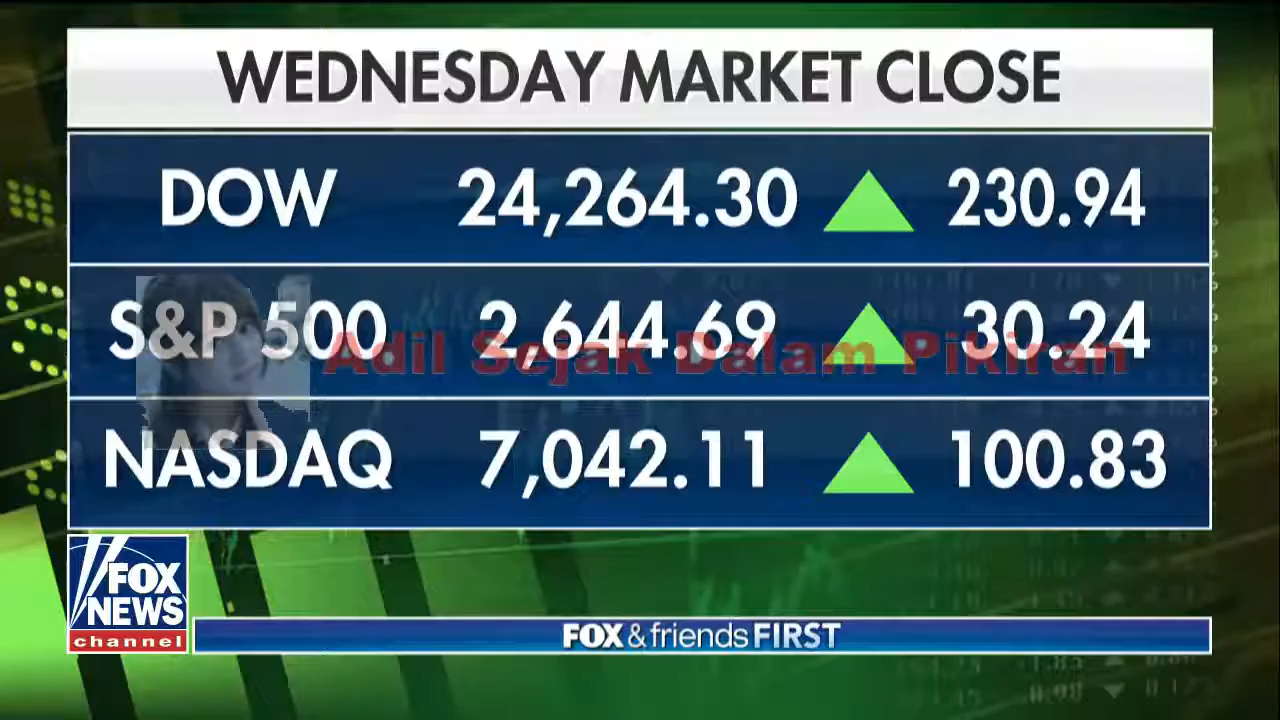 WEDNESDAY MARKET CLOSE
DOW 24,264.30 230.94
S&P 500 2,644.69 30.24
Adil Sejak Dalam Pikiran
NASDAQ 7,042.11 100.83
FOX
NEWS
channel
FOX & friends FIRST